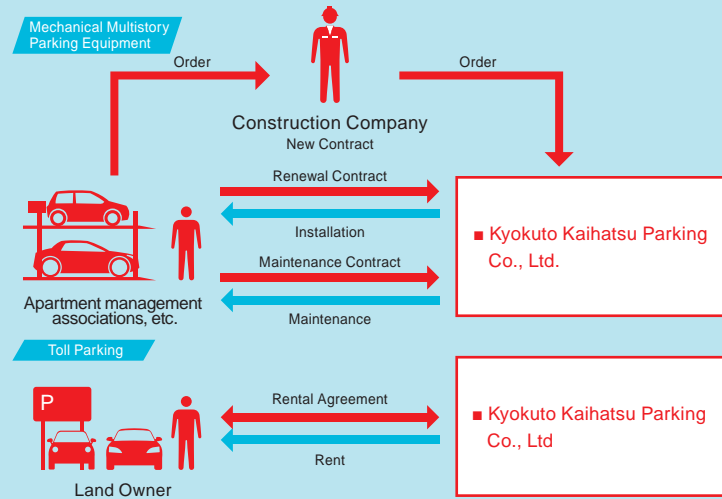 Mechanical Multistory
Parking Equipment
Order
Order
Construction Company
New Contract
Renewal Contract
Installation
Maintenance Contract
Maintenance
Apartment management
associations, etc.
■ Kyokuto Kaihatsu Parking
Co., Ltd.
Toll Parking
P
Rental Agreement
Rent
Land Owner
■ Kyokuto Kaihatsu Parking
Co., Ltd